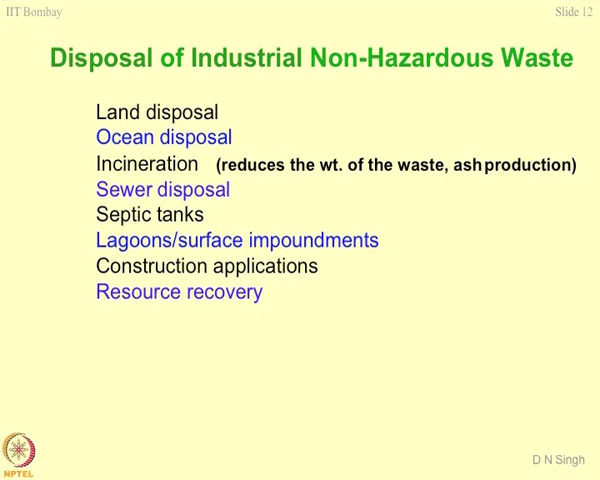 IIT Bombay
Slide 12
Disposal of Industrial Non-Hazardous Waste
Land disposal
Ocean disposal
Incineration (reduces the wt. of the waste, ash production)
Sewer disposal
Septic tanks
Lagoons/surface impoundments
Construction applications
Resource recovery
NPTEL
D N Singh